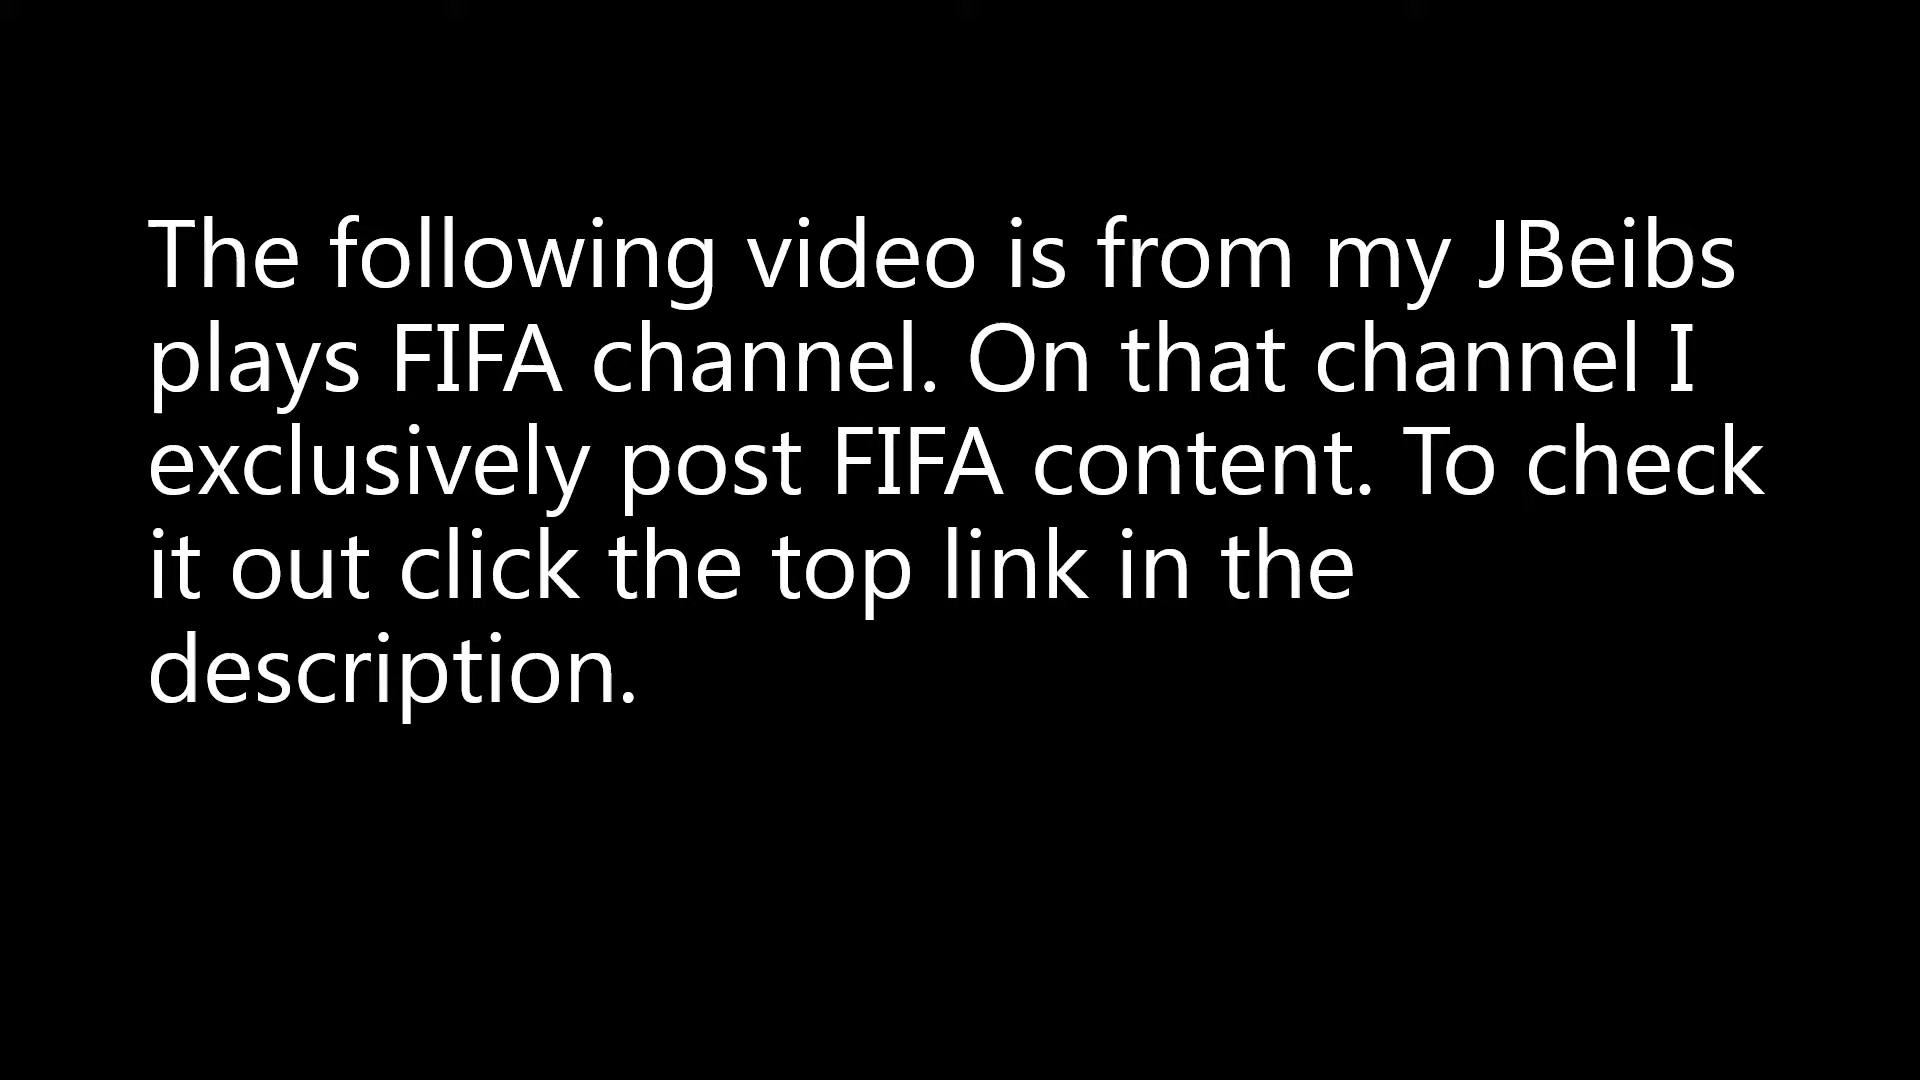 The following video is from my JBeibs
plays FIFA channel. On that channel I
exclusively post FIFA content. To check
it out click the top link in the
description.